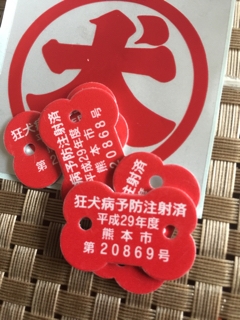 犬
狂犬
第2
狂犬病予防注射済
平成29年度
熊本市
第20868号
注射済
狂犬病予防注射済
平成29年度
熊本市
第20869号